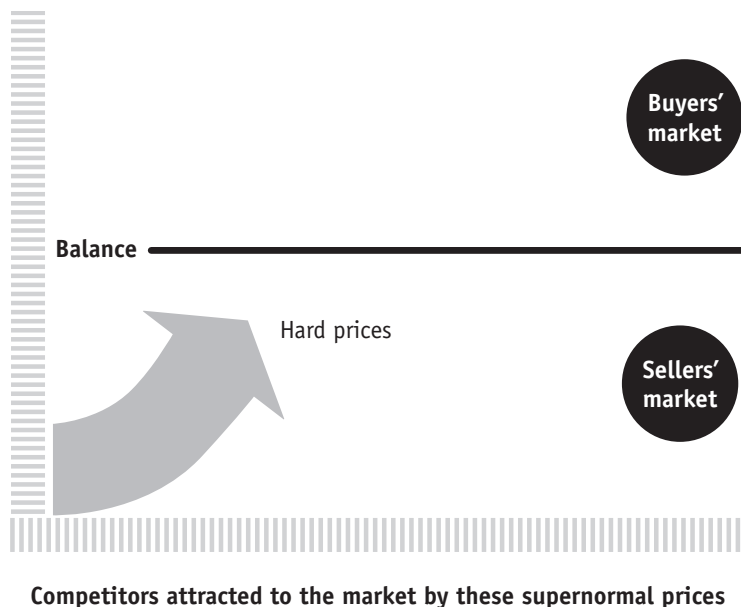 Buyers’
market
Balance
Hard prices
Sellers’
market
Competitors attracted to the market by these supernormal prices